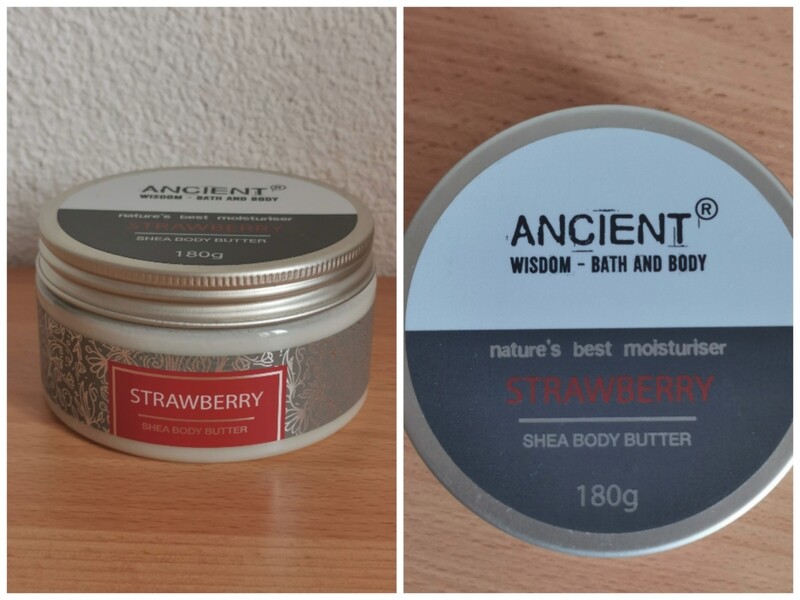 ANCIENT®
WISDOM - BATH AND BODY
nature's best moisturiser
STRAWBERRY
SHEA BODY BUTTER
180g
STRAWBERRY
SHEA BODY BUTTER
ANCIENT®
WISDOM - BATH AND BODY
nature's best moisturiser
STRAWBERRY
SHEA BODY BUTTER
180g